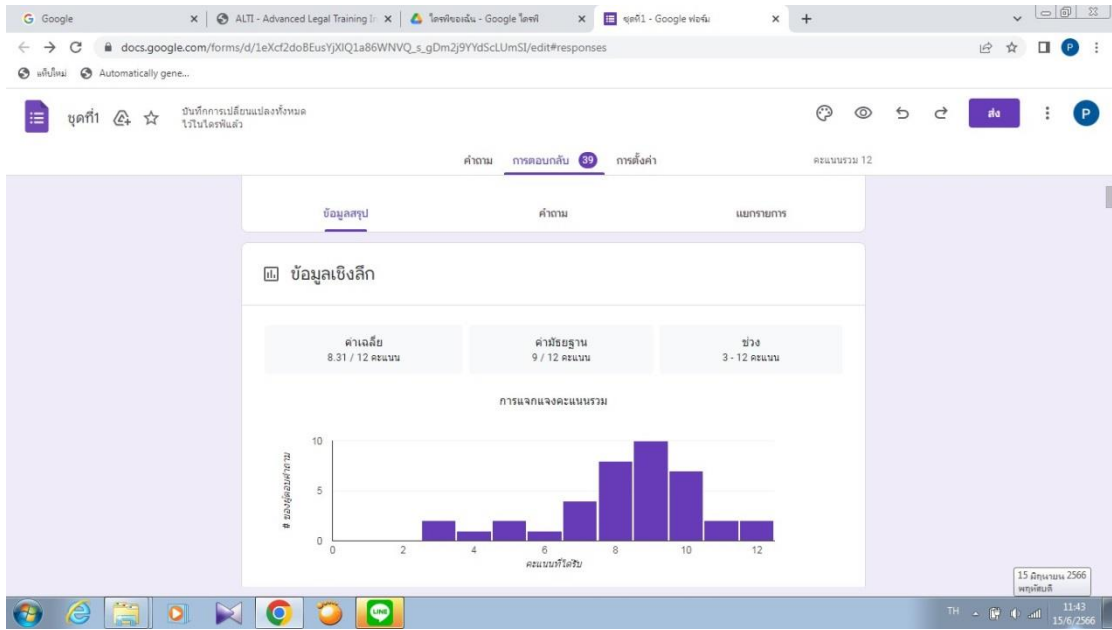 Google
ALTI - Advanced Legal Training In
ไดรฟ์ของฉัน - Google ไดรฟ์
ชุดที่1 - Google ฟอร์ม
docs.google.com/forms/d/1eXcf2doBEusYjXIQ1a86WNVQ_s_gDm2j9YYdScLUmSI/edit#responses
P
แท็บใหม่
Automatically gene...
ชุดที่1
บันทึกการเปลี่ยนแปลงทั้งหมด
ไว้ในไดรฟ์แล้ว
ส่ง
P
คำถาม
การตอบกลับ 39
การตั้งค่า
คะแนนรวม 12
ข้อมูลสรุป
คำถาม
แยกรายการ
ข้อมูลเชิงลึก
ค่าเฉลี่ย
8.31 / 12 คะแนน
ค่ามัธยฐาน
9 / 12 คะแนน
ช่วง
3 - 12 คะแนน
การแจกแจงคะแนนรวม
# ของผู้ตอบคำถาม
10
5
0
0 2 4 6 8 10 12
คะแนนที่ได้รับ
15 มิถุนายน 2566
พฤหัสบดี
LINE
TH
11:43
15/6/2566